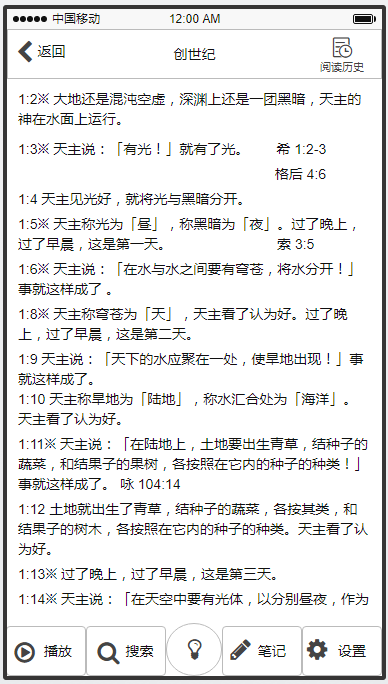 中国移动 12:00 AM
返回 创世纪 阅读历史
1:2※ 大地还是混沌空虚，深渊上还是一团黑暗，天主的
神在水面上运行。
1:3※ 天主说：「有光！」就有了光。 希 1:2-3
格后 4:6
1:4 天主见光好，就将光与黑暗分开。
1:5※ 天主称光为「昼」，称黑暗为「夜」。过了晚上，
过了早晨，这是第一天。 索 3:5
1:6※ 天主说：「在水与水之间要有穹苍，将水分开！」
事就这样成了 。
1:8※ 天主称穹苍为「天」，天主看了认为好。过了晚
上，过了早晨，这是第二天。
1:9 天主说：「天下的水应聚在一处，使旱地出现！」事
就这样成了。
1:10 天主称旱地为「陆地」，称水汇合处为「海洋」。
天主看了认为好。
1:11※ 天主说：「在陆地上，土地要出生青草，结种子的
蔬菜，和结果子的果树，各按照在它内的种子的种类！」
事就这样成了。 咏 104:14
1:12 土地就出生了青草，结种子的蔬菜，各按其类，和
结果子的树木，各按照在它内的种子的种类。天主看了认
为好。
1:13※ 过了晚上，过了早晨，这是第三天。
1:14※ 天主说：「在天空中要有光体，以分别昼夜，作为
播放 搜索 笔记 设置